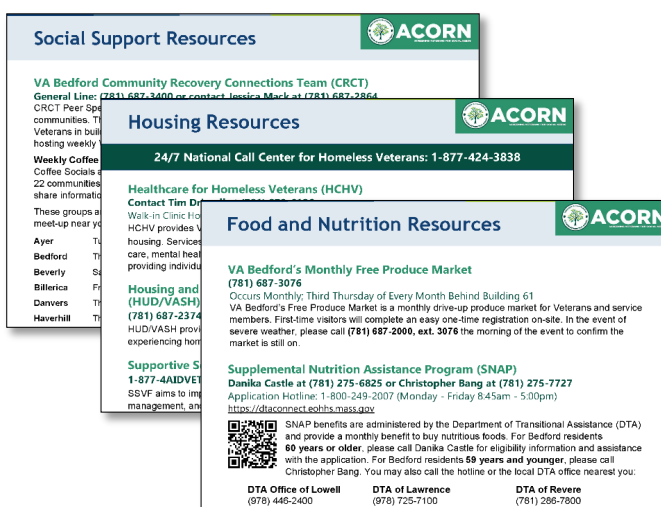 Social Support Resources
ACORN
VA Bedford Community Recovery Connections Team (CRCT)
General Line: (781) 687-3400 or contact Jessica Mack at (781) 687-2864
CRCT Peer Spe
communities. Th
Veterans in buil
hosting weekly
Weekly Coffee
Coffee Socials a
22 communities
share informatio
These groups a
meet-up near yo
Ayer Tu
Bedford Th
Beverly Sa
Billerica Fr
Danvers Th
Haverhill Th
Housing Resources
ACORN
24/7 National Call Center for Homeless Veterans: 1-877-424-3838
Healthcare for Homeless Veterans (HCHV)
Contact Tim
Walk-in Clinic Ho
HCHV provides V
housing. Services
care, mental heal
providing individu
Housing and
(HUD/VASH)
(781) 687-2374
HUD/VASH provi
experiencing hom
Supportive S
1-877-4AIDVET
SSVF aims to imp
management, an
Food and Nutrition Resources
ACORN
VA Bedford's Monthly Free Produce Market
(781) 687-3076
Occurs Monthly; Third Thursday of Every Month Behind Building 61
VA Bedford's Free Produce Market is a monthly drive-up produce market for Veterans and service
members. First-time visitors will complete an easy one-time registration on-site. In the event of
severe weather, please call (781) 687-2000, ext. 3076 the morning of the event to confirm the
market is still on.
Supplemental Nutrition Assistance Program (SNAP)
Danika Castle at (781) 275-6825 or Christopher Bang at (781) 275-7727
Application Hotline: 1-800-249-2007 (Monday - Friday 8:45am - 5:00pm)
https://dtaconnect.eohhs.mass.gov
SNAP benefits are administered by the Department of Transitional Assistance (DTA)
and provide a monthly benefit to buy nutritious foods. For Bedford residents
60 years or older, please call Danika Castle for eligibility information and assistance
with the application. For Bedford residents 59 years and younger, please call
Christopher Bang. You may also call the hotline or the local DTA office nearest you:
DTA Office of Lowell DTA of Lawrence DTA of Revere
(978) 446-2400 (978) 725-7100 (781) 286-7800